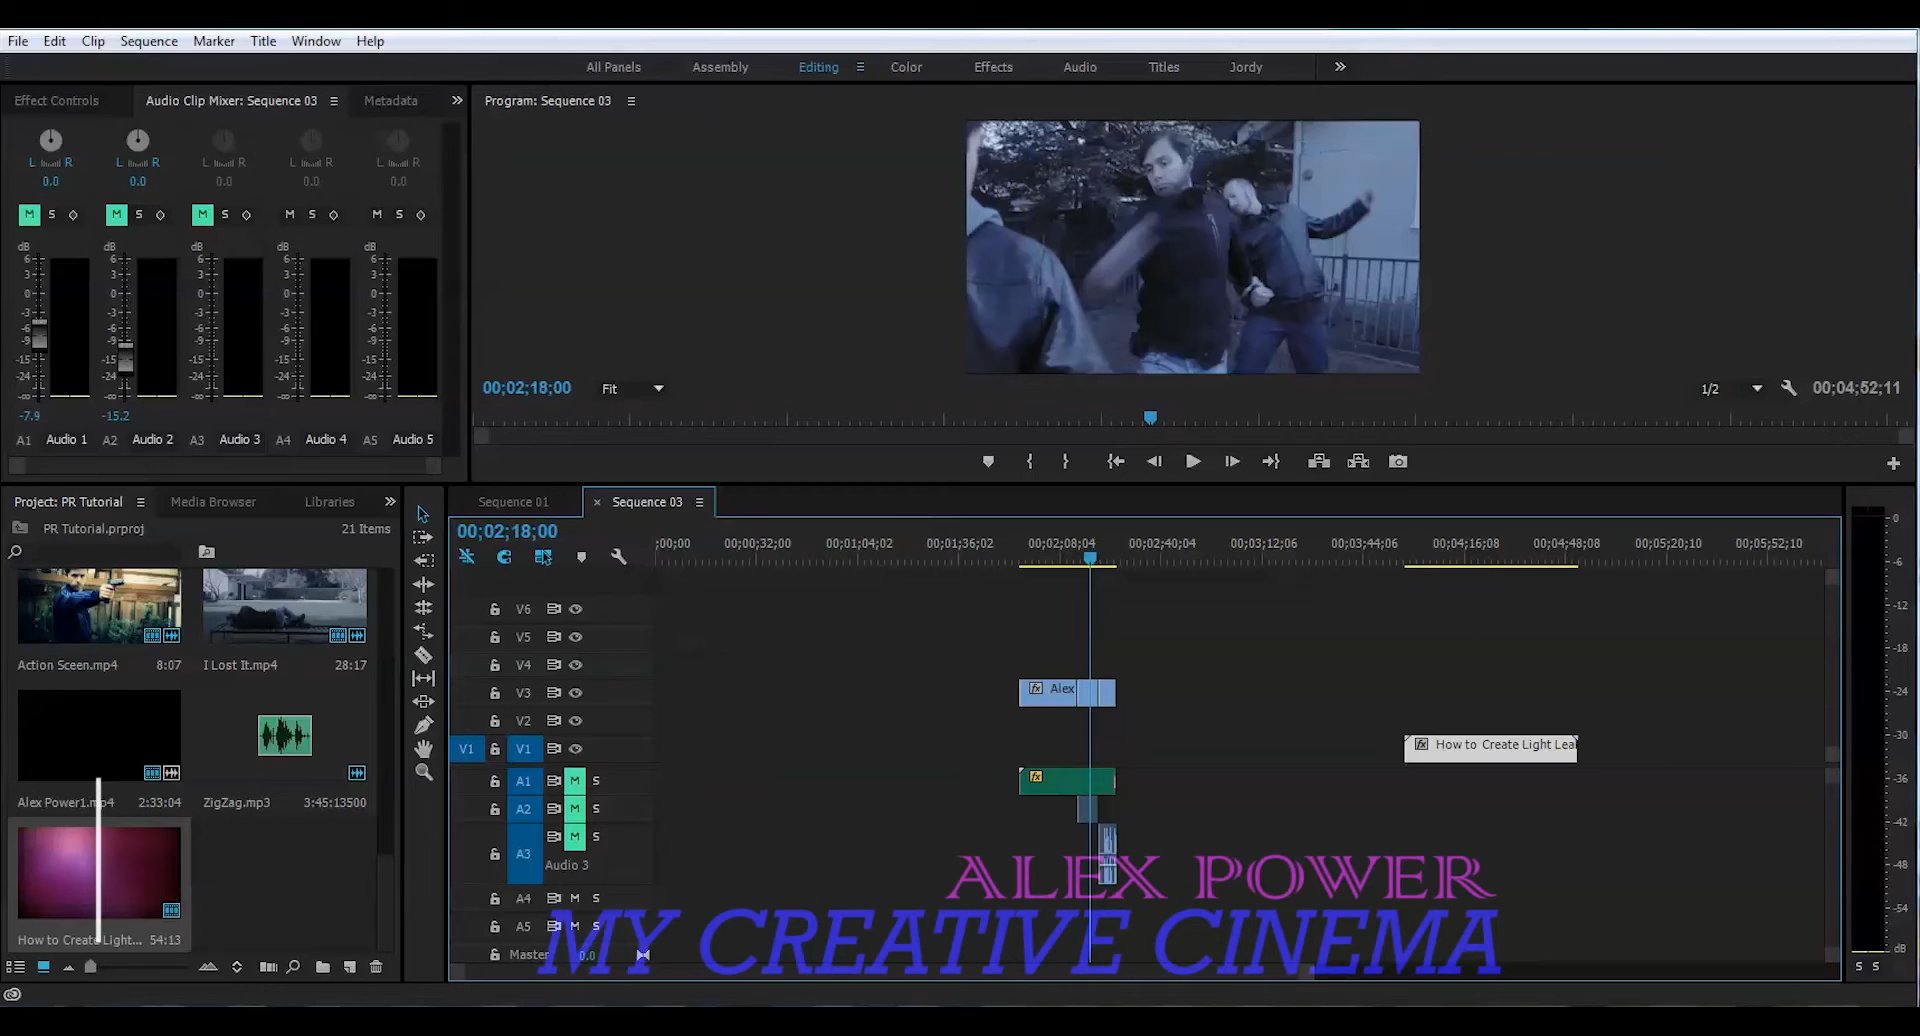 File Edit Clip Sequence Marker Title Window Help
All Panels Assembly Editing Color Effects Audio Titles Jordy
Effect Controls Audio Clip Mixer: Sequence 03 Metadata
Program: Sequence 03
L R L R L R L R L R
0.0 0.0 0.0 0.0 0.0
M S M S M S M S M S
dB dB dB dB dB
6 6 6 6 6
3 3 3 3 3
0 0 0 0 0
-3 -3 -3 -3 -3
-6 -6 -6 -6 -6
-9 -9 -9 -9 -9
-15 -15 -15 -15 -15
-24 -24 -24 -24 -24
-∞ -∞ -∞ -∞ -∞
-7.9 -15.2
A1 Audio 1 A2 Audio 2 A3 Audio 3 A4 Audio 4 A5 Audio 5
00;02;18;00 Fit 1/2 00;04;52;11
Project: PR Tutorial Media Browser Libraries
PR Tutorial.prproj 21 Items
Action Sceen.mp4 8:07 I Lost It.mp4 28:17
Alex Power1.mp4 2:33:04 ZigZag.mp3 3:45:13500
How to Create Light... 54:13
Sequence 01 × Sequence 03
00;02;18;00
;00;00 00;00;32;00 00;01;04;02 00;01;36;02 00;02;08;04 00;02;40;04 00;03;12;06 00;03;44;06 00;04;16;08 00;04;48;08 00;05;20;10 00;05;52;10
V6
V5
V4
V3 fx Alex
V2
V1 V1 fx How to Create Light Lea
A1 M S fx
A2 M S
A3 M S
Audio 3
A4 M S
A5 M S
Master 0.0
ALEX POWER
MY CREATIVE CINEMA
0
-6
-12
-18
-24
-30
-36
-42
-48
-54
dB
S S